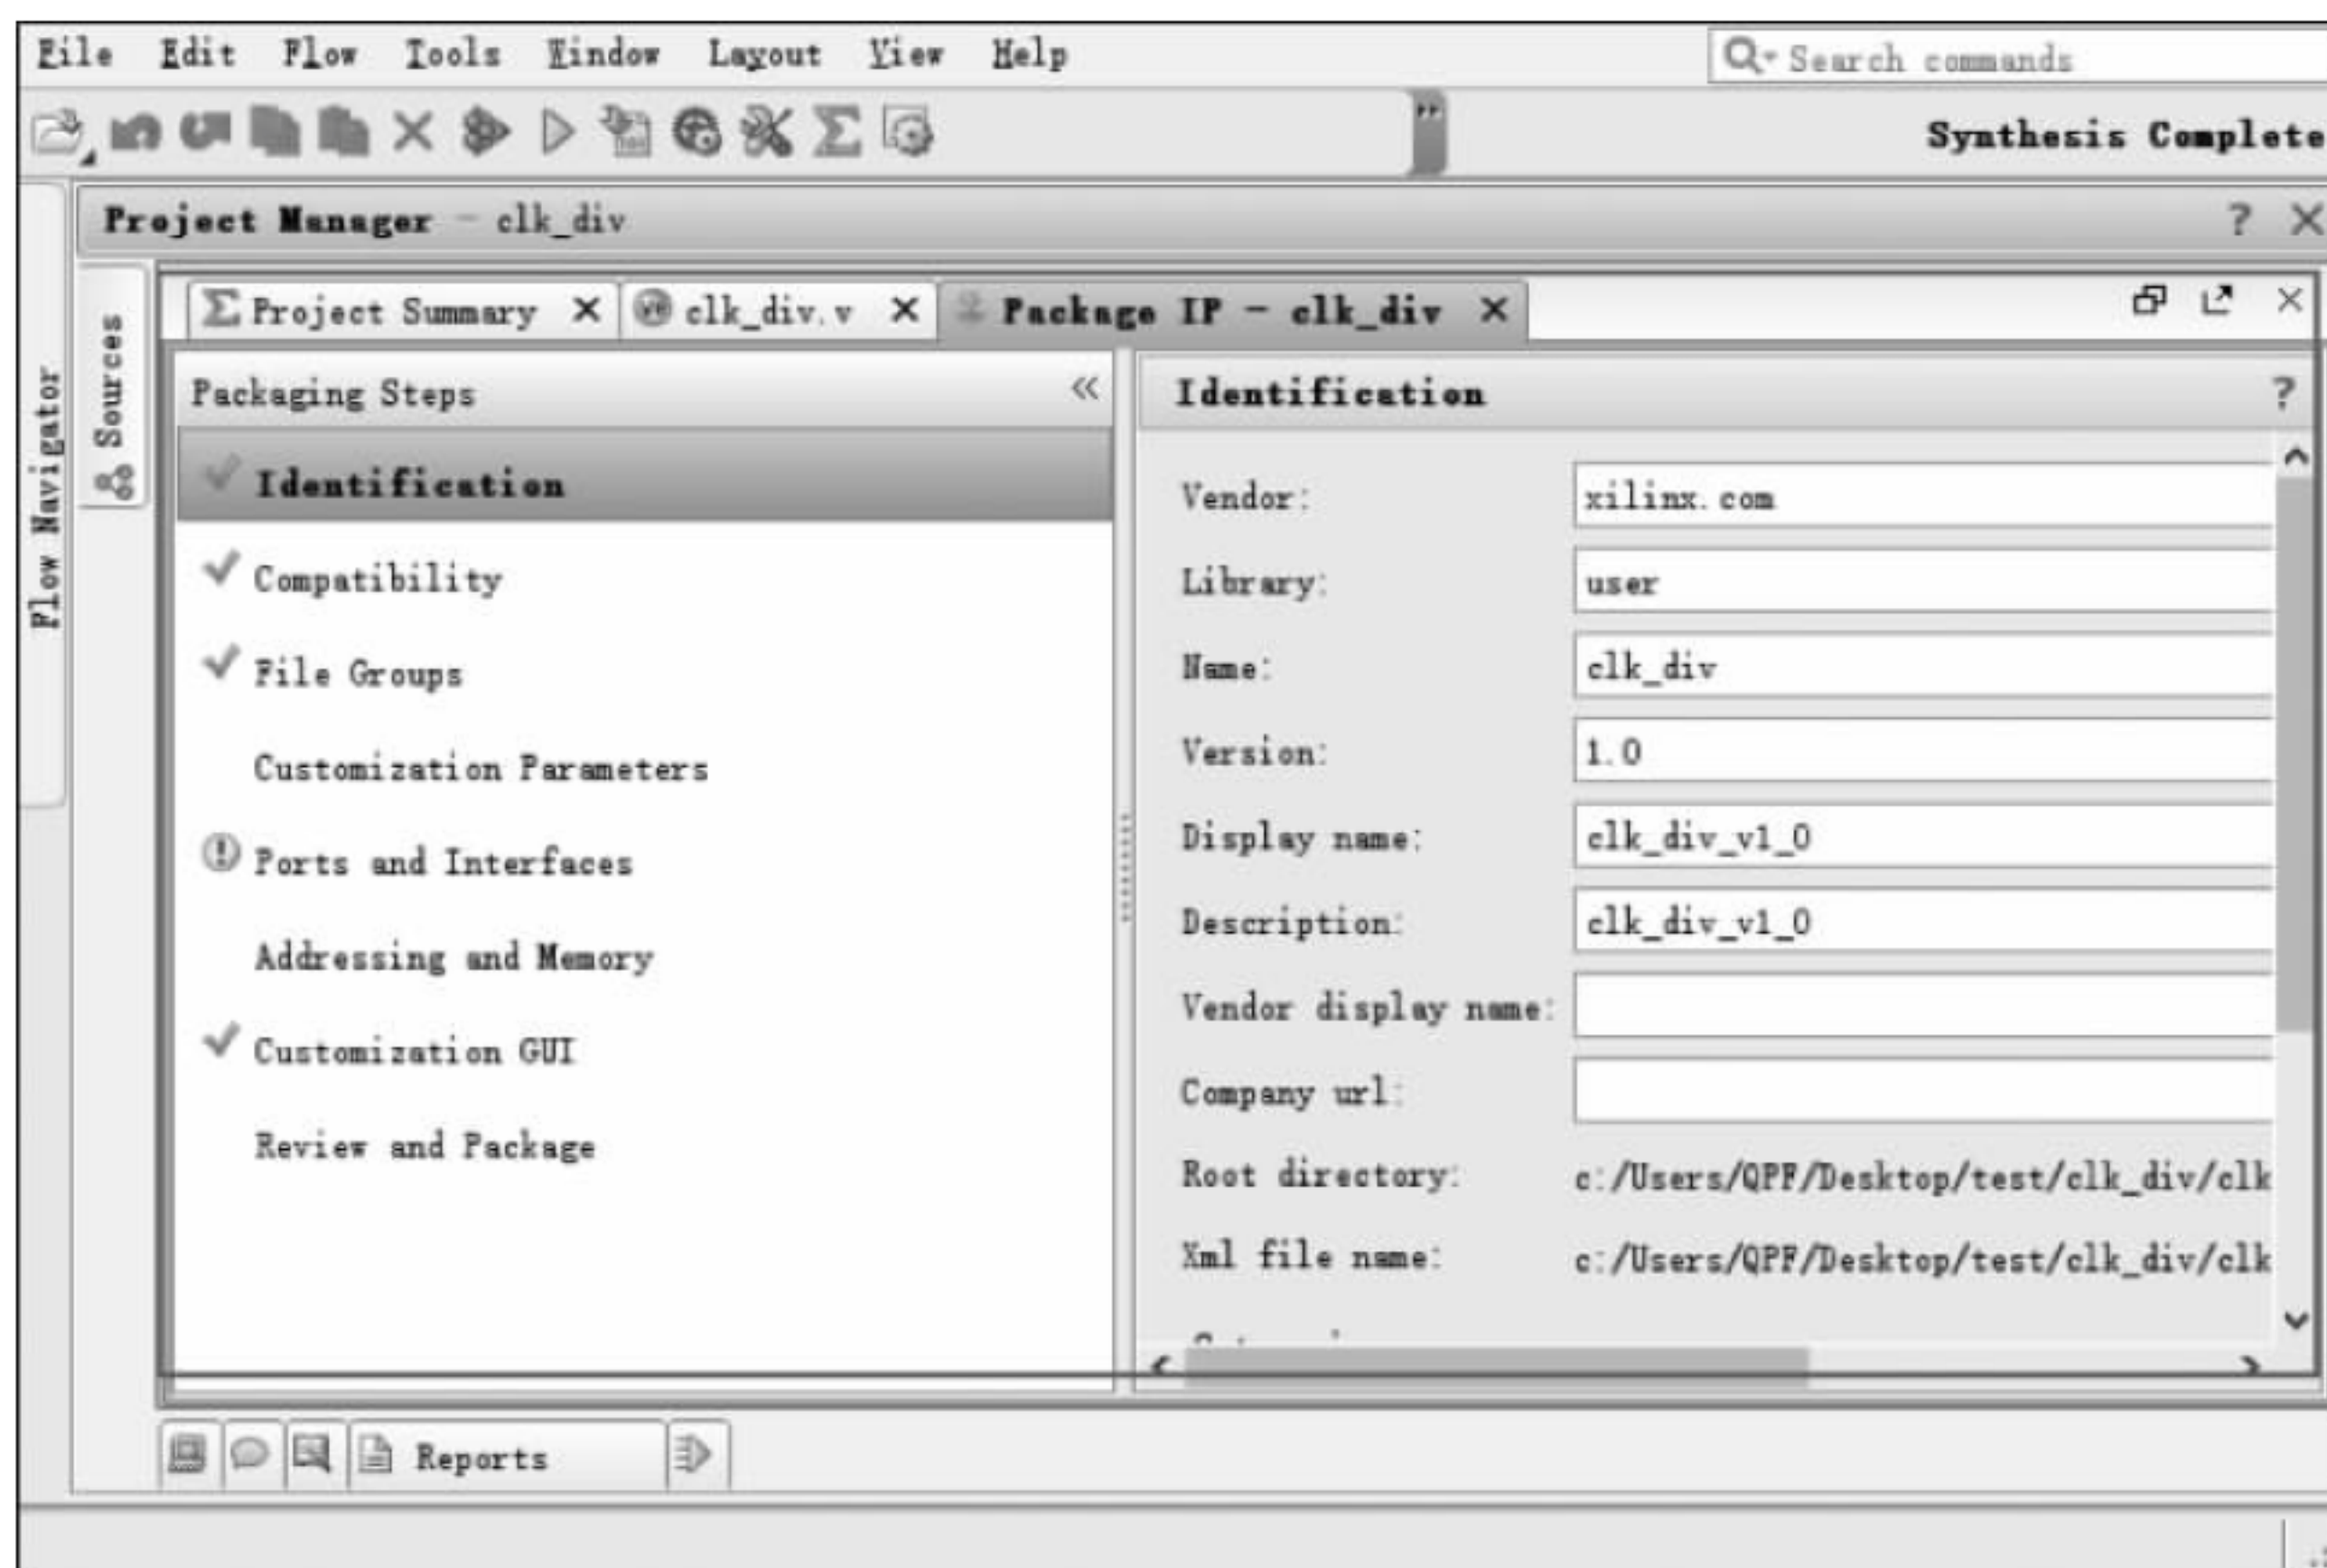 File Edit Flow Tools Window Layout View Help
Search commands
Synthesis Complete
Project Manager - clk_div
? ×
Flow Navigator
Sources
Project Summary × clk_div.v × Package IP - clk_div ×
Packaging Steps «
Identification
Compatibility
File Groups
Customization Parameters
Ports and Interfaces
Addressing and Memory
Customization GUI
Review and Package
Identification ?
Vendor: xilinx.com
Library: user
Name: clk_div
Version: 1.0
Display name: clk_div_v1_0
Description: clk_div_v1_0
Vendor display name:
Company url:
Root directory: c:/Users/QPF/Desktop/test/clk_div/clk
Xml file name: c:/Users/QPF/Desktop/test/clk_div/clk
Reports